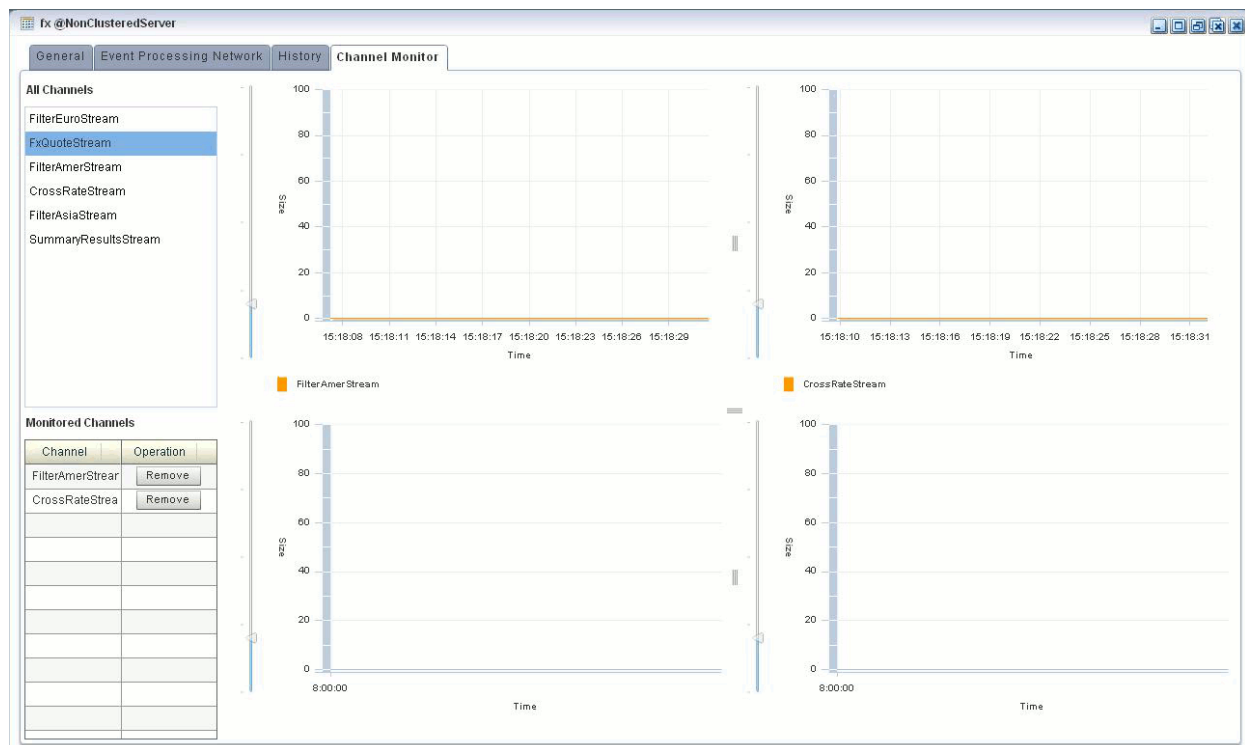 fx @NonClusteredServer
General Event Processing Network History Channel Monitor
All Channels
FilterEuroStream
FxQuoteStream
FilterAmerStream
CrossRateStream
FilterAsiaStream
SummaryResultsStream
Monitored Channels
Channel Operation
FilterAmerStrear Remove
CrossRateStrea Remove
100
80
60
40
20
0
Size
15:18:08 15:18:11 15:18:14 15:18:17 15:18:20 15:18:23 15:18:26 15:18:29
Time
FilterAmerStream
100
80
60
40
20
0
Size
15:18:10 15:18:13 15:18:16 15:18:19 15:18:22 15:18:25 15:18:28 15:18:31
Time
CrossRateStream
100
80
60
40
20
0
Size
8:00:00
Time
100
80
60
40
20
0
Size
8:00:00
Time